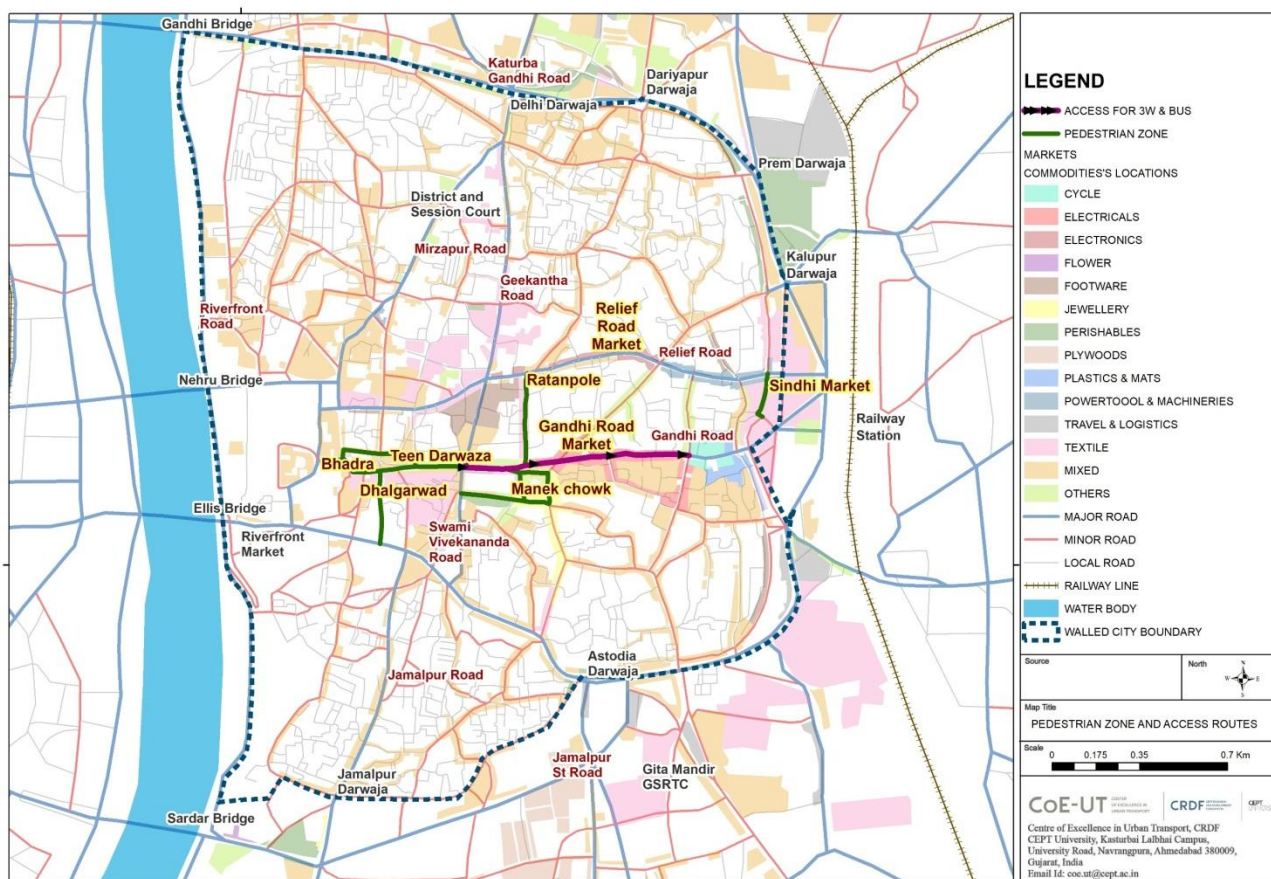 Gandhi Bridge
Katurba
Gandhi Road
Dariyapur
Darwaja
Delhi Darwaja
Prem Darwaja
District and
Session Court
Mirzapur Road
Kalupur
Darwaja
Geekantha
Road
Riverfront
Road
Relief
Road
Market
Relief Road
Nehru Bridge
Ratanpole
Sindhi Market
Railway
Station
Gandhi Road
Market
Gandhi Road
Teen Darwaza
Bhadra
Dhalgarwad
Manek chowk
Ellis Bridge
Riverfront
Market
Swami
Vivekananda
Road
Astodia
Darwaja
Jamalpur Road
Jamalpur
St Road
Gita Mandir
GSRTC
Jamalpur
Darwaja
Sardar Bridge
LEGEND
ACCESS FOR 3W & BUS
PEDESTRIAN ZONE
MARKETS
COMMODITIES'S LOCATIONS
CYCLE
ELECTRICALS
ELECTRONICS
FLOWER
FOOTWARE
JEWELLERY
PERISHABLES
PLYWOODS
PLASTICS & MATS
POWERTOOOL & MACHINERIES
TRAVEL & LOGISTICS
TEXTILE
MIXED
OTHERS
MAJOR ROAD
MINOR ROAD
LOCAL ROAD
RAILWAY LINE
WATER BODY
WALLED CITY BOUNDARY
Source
North
N
W E
S
Map Title
PEDESTRIAN ZONE AND ACCESS ROUTES
Scale
0 0.175 0.35 0.7 Km
CoE-UT CENTER OF EXCELLENCE IN URBAN TRANSPORT CRDF CEPT
Centre of Excellence in Urban Transport, CRDF
CEPT University, Kasturbai Lalbhai Campus,
University Road, Navrangpura, Ahmedabad 380009,
Gujarat, India
Email Id: coe.ut@cept.ac.in